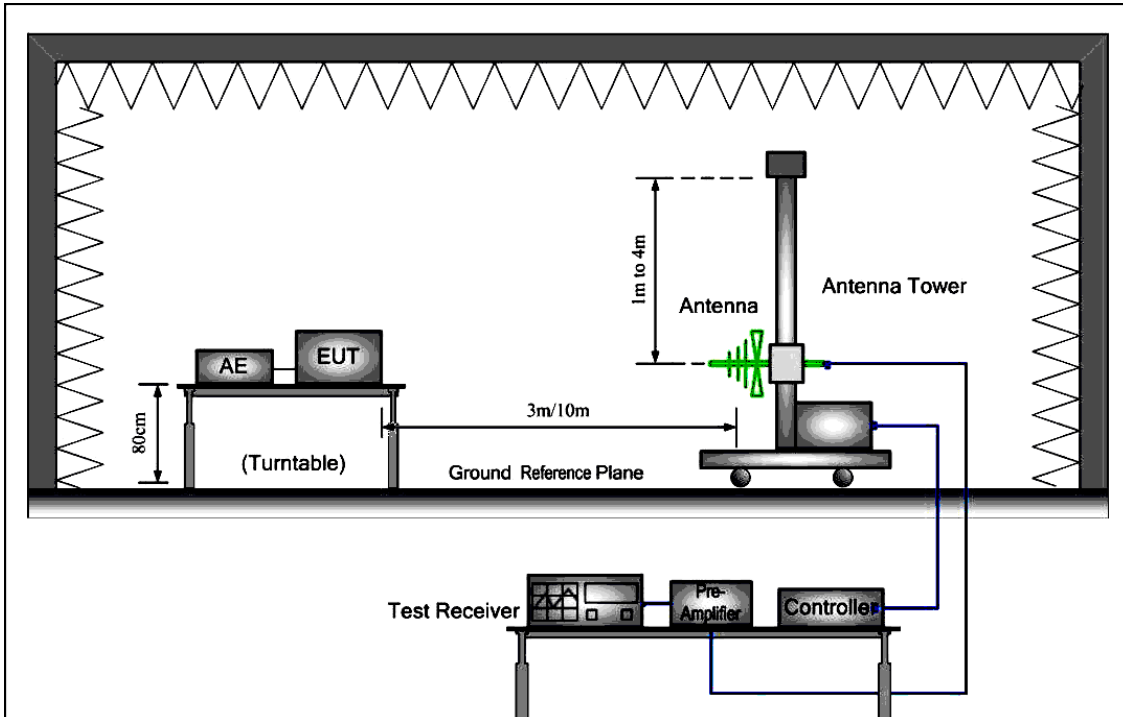 1m to 4m
Antenna
Antenna Tower
AE
EUT
80cm
3m/10m
(Turntable)
Ground Reference Plane
Test Receiver
Pre-
Amplifier
Controller